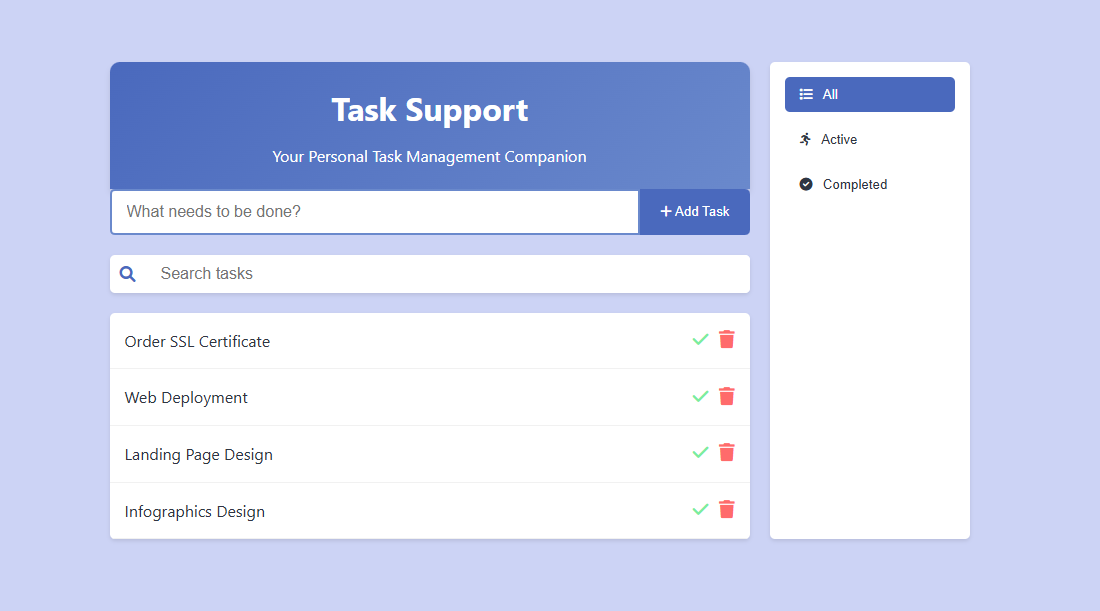 Task Support
Your Personal Task Management Companion
What needs to be done?
Add Task
Search tasks
Order SSL Certificate
Web Deployment
Landing Page Design
Infographics Design
All
Active
Completed